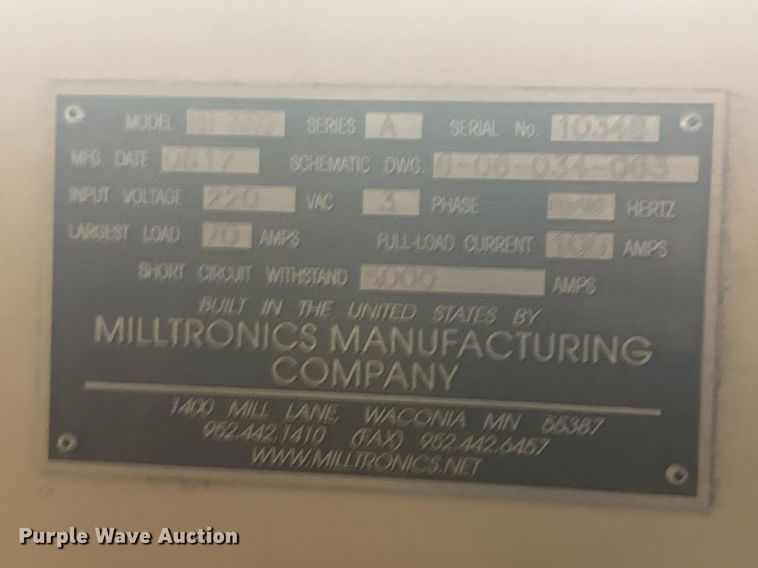 MODEL SERIES A SERIAL No. 10348
MFG DATE SCHEMATIC DWG.
INPUT VOLTAGE 220 VAC 3 PHASE HERTZ
LARGEST LOAD 70 AMPS FULL-LOAD CURRENT 100 AMPS
SHORT CIRCUIT WITHSTAND 5000 AMPS
BUILT IN THE UNITED STATES BY
MILLTRONICS MANUFACTURING
COMPANY
1400 MILL LANE, WACONIA MN 55387
952.442.1410 (FAX) 952.442.6457
WWW.MILLTRONICS.NET
Purple Wave Auction